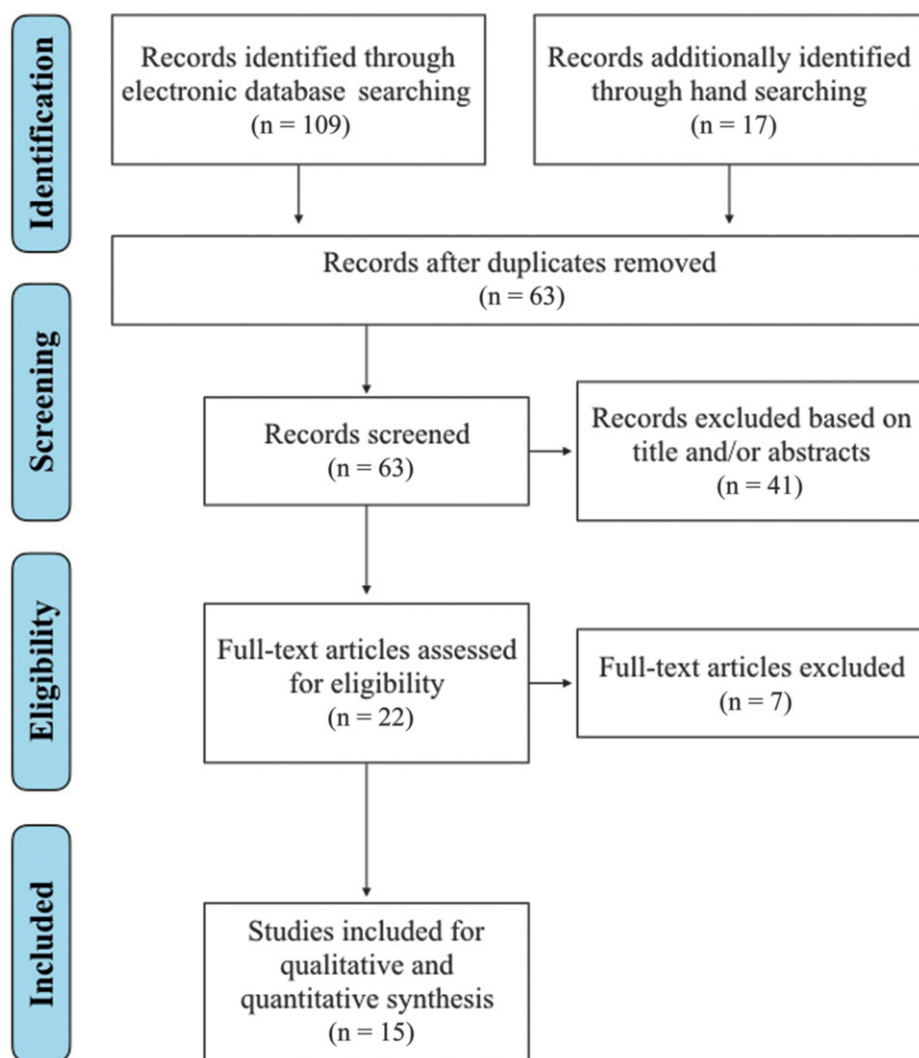 Identification
Records identified through
electronic database searching
(n = 109)
Records additionally identified
through hand searching
(n = 17)
Records after duplicates removed
(n = 63)
Screening
Records screened
(n = 63)
Records excluded based on
title and/or abstracts
(n = 41)
Eligibility
Full-text articles assessed
for eligibility
(n = 22)
Full-text articles excluded
(n = 7)
Included
Studies included for
qualitative and
quantitative synthesis
(n = 15)